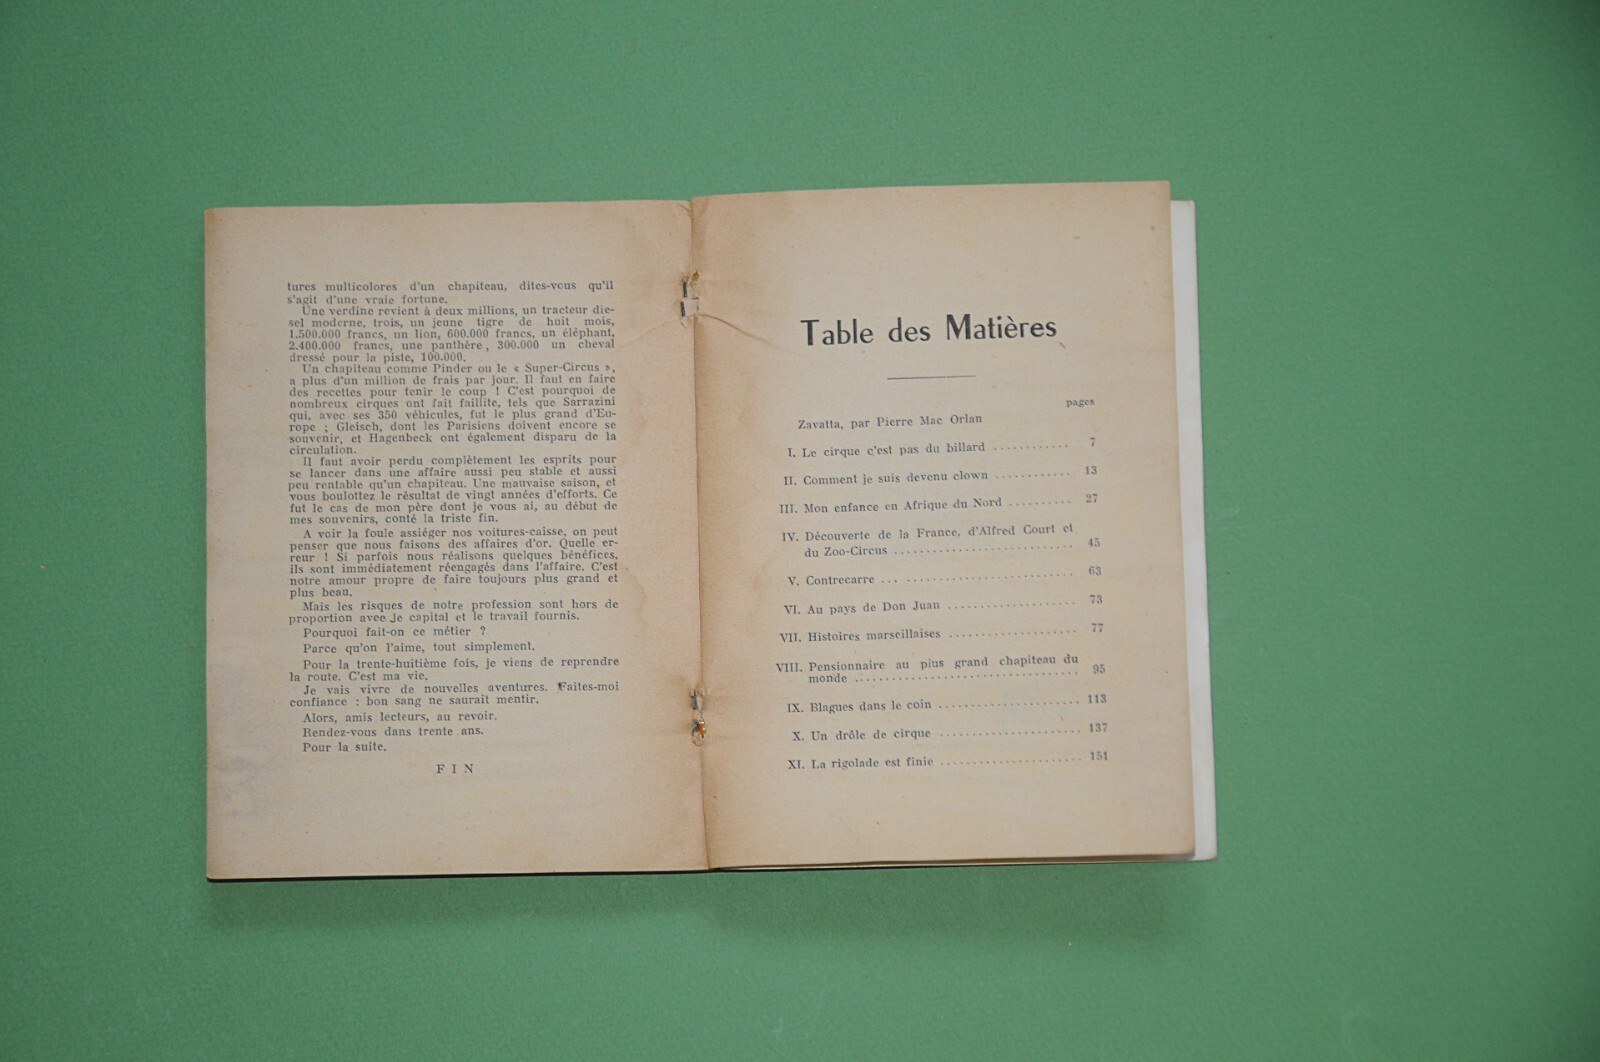 tures multicolores d'un chapiteau, dites-vous qu'il
s'agit d'une vraie fortune.
Une verdine revient à deux millions, un tracteur die-
sel moderne, trois, un jeune tigre de huit mois,
1.500.000 francs, un lion, 600.000 francs, un éléphant,
2.400.000 francs, une panthère, 300.000 un cheval
dressé pour la piste, 100.000.
Un chapiteau comme Pinder ou le « Super-Circus »,
a plus d'un million de frais par jour. Il faut en faire
des recettes pour tenir le coup ! C'est pourquoi de
nombreux cirques ont fait faillite, tels que Sarrazini
qui, avec ses 350 véhicules, fut le plus grand d'Eu-
rope ; Gleisch, dont les Parisiens doivent encore se
souvenir, et Hagenbeck ont également disparu de la
circulation.
Il faut avoir perdu complètement les esprits pour
se lancer dans une affaire aussi peu stable et aussi
peu rentable qu'un chapiteau. Une mauvaise saison, et
vous boulottez le résultat de vingt années d'efforts. Ce
fut le cas de mon père dont je vous ai, au début de
mes souvenirs, conté la triste fin.
A voir la foule assiéger nos voitures-caisse, on peut
penser que nous faisons des affaires d'or. Quelle er-
reur ! Si parfois nous réalisons quelques bénéfices,
ils sont immédiatement réengagés dans l'affaire. C'est
notre amour propre de faire toujours plus grand et
plus beau.
Mais les risques de notre profession sont hors de
proportion avec le capital et le travail fournis.
Pourquoi fait-on ce métier ?
Parce qu'on l'aime, tout simplement.
Pour la trente-huitième fois, je viens de reprendre
la route. C'est ma vie.
Je vais vivre de nouvelles aventures. Faites-moi
confiance : bon sang ne saurait mentir.
Alors, amis lecteurs, au revoir.
Rendez-vous dans trente ans.
Pour la suite.
FIN
Table des Matières
pages
Zavatta, par Pierre Mac Orlan
I. Le cirque c'est pas du billard ........... 7
II. Comment je suis devenu clown ........... 13
III. Mon enfance en Afrique du Nord .......... 27
IV. Découverte de la France, d'Alfred Court et
du Zoo-Circus ........................... 45
V. Contrecarre ... ......................... 63
VI. Au pays de Don Juan .................... 73
VII. Histoires marseillaises .................... 77
VIII. Pensionnaire au plus grand chapiteau du
monde .................................. 95
IX. Blagues dans le coin ...................... 113
X. Un drôle de cirque ...................... 137
XI. La rigolade est finie ...................... 151